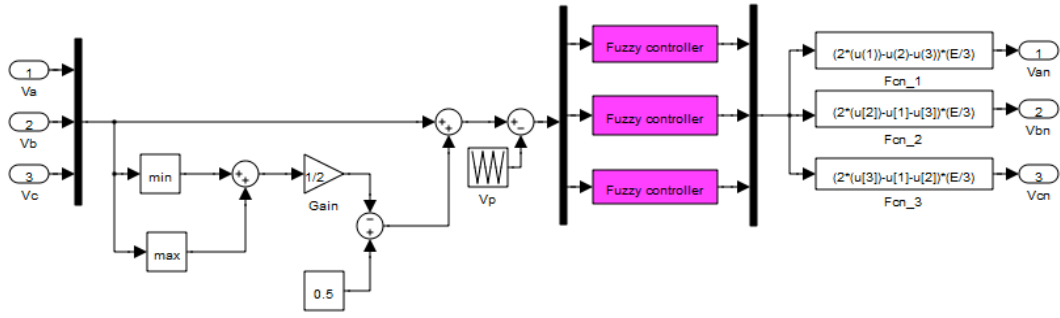 1
Va
2
Vb
3
Vc
min
max
+
+
1/2
Gain
−
+
0.5
+
+
+
−
Vp
Fuzzy controller
Fuzzy controller
Fuzzy controller
(2*(u(1))-u(2)-u(3))*(E/3)
Fcn_1
(2*(u[2])-u[1]-u[3])*(E/3)
Fcn_2
(2*(u[3])-u[1]-u[2])*(E/3)
Fcn_3
1
Van
2
Vbn
3
Vcn